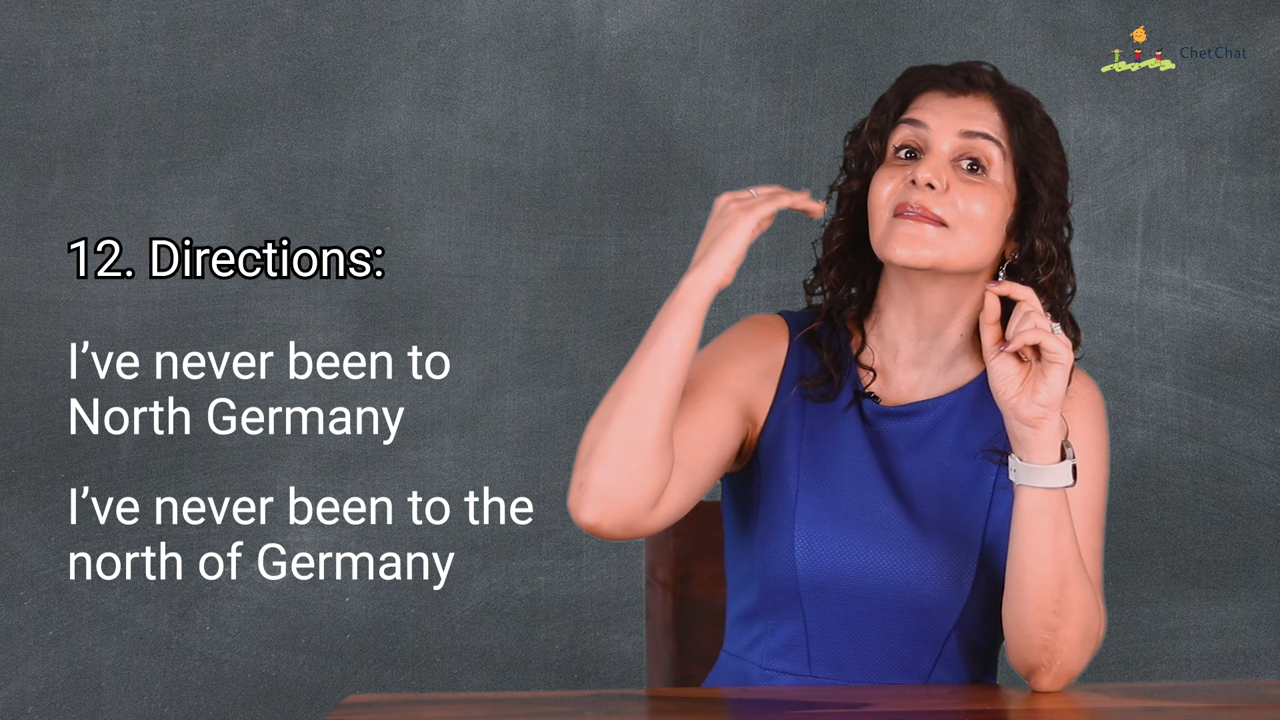 ChetChat
12. Directions:
I’ve never been to
North Germany
I’ve never been to the
north of Germany